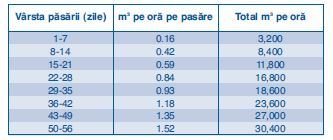 Vârsta păsării (zile) m³ pe oră pe pasăre Total m³ pe oră
1-7 0.16 3,200
8-14 0.42 8,400
15-21 0.59 11,800
22-28 0.84 16,800
29-35 0.93 18,600
36-42 1.18 23,600
43-49 1.35 27,000
50-56 1.52 30,400